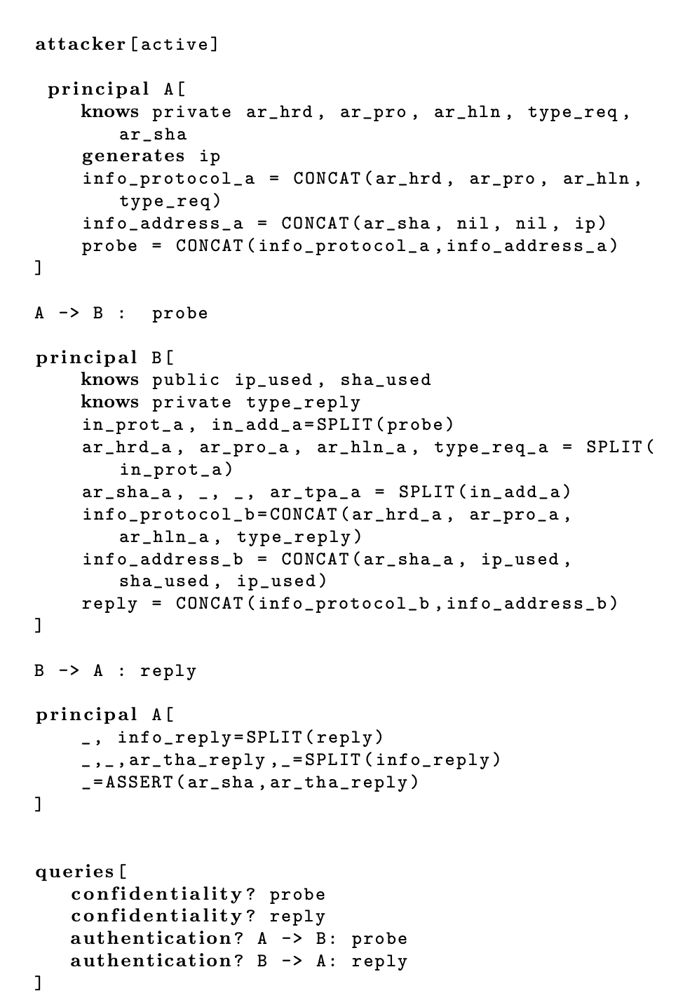 attacker[active]
principal A[
knows private ar_hrd, ar_pro, ar_hln, type_req,
ar_sha
generates ip
info_protocol_a = CONCAT(ar_hrd, ar_pro, ar_hln,
type_req)
info_address_a = CONCAT(ar_sha, nil, nil, ip)
probe = CONCAT(info_protocol_a,info_address_a)
]
A -> B :  probe
principal B[
knows public ip_used, sha_used
knows private type_reply
in_prot_a, in_add_a=SPLIT(probe)
ar_hrd_a, ar_pro_a, ar_hln_a, type_req_a = SPLIT(
in_prot_a)
ar_sha_a, _, _, ar_tpa_a = SPLIT(in_add_a)
info_protocol_b=CONCAT(ar_hrd_a, ar_pro_a,
ar_hln_a, type_reply)
info_address_b = CONCAT(ar_sha_a, ip_used,
sha_used, ip_used)
reply = CONCAT(info_protocol_b,info_address_b)
]
B -> A : reply
principal A[
_, info_reply=SPLIT(reply)
_,_,ar_tha_reply,_=SPLIT(info_reply)
_=ASSERT(ar_sha,ar_tha_reply)
]
queries[
confidentiality? probe
confidentiality? reply
authentication? A -> B: probe
authentication? B -> A: reply
]